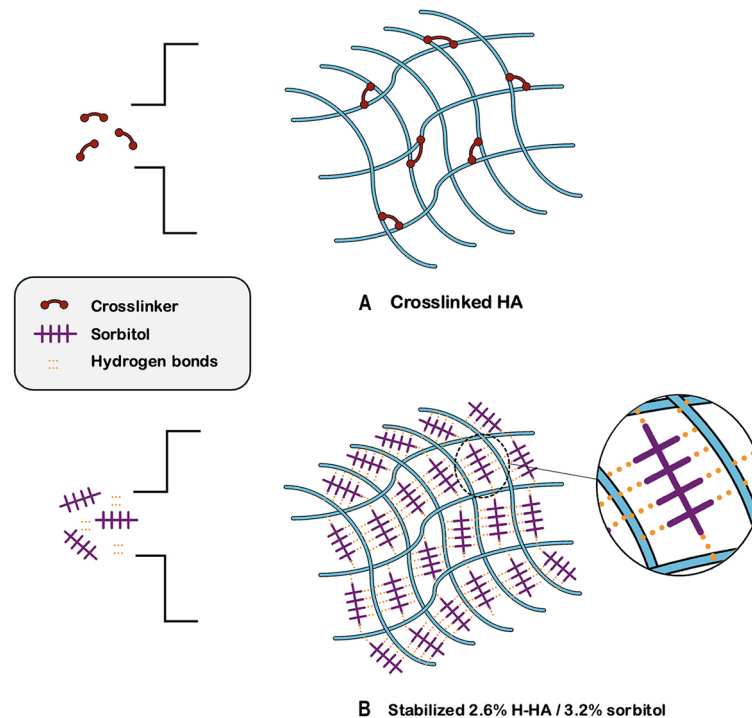 A Crosslinked HA
Crosslinker
Sorbitol
Hydrogen bonds
B Stabilized 2.6% H-HA / 3.2% sorbitol